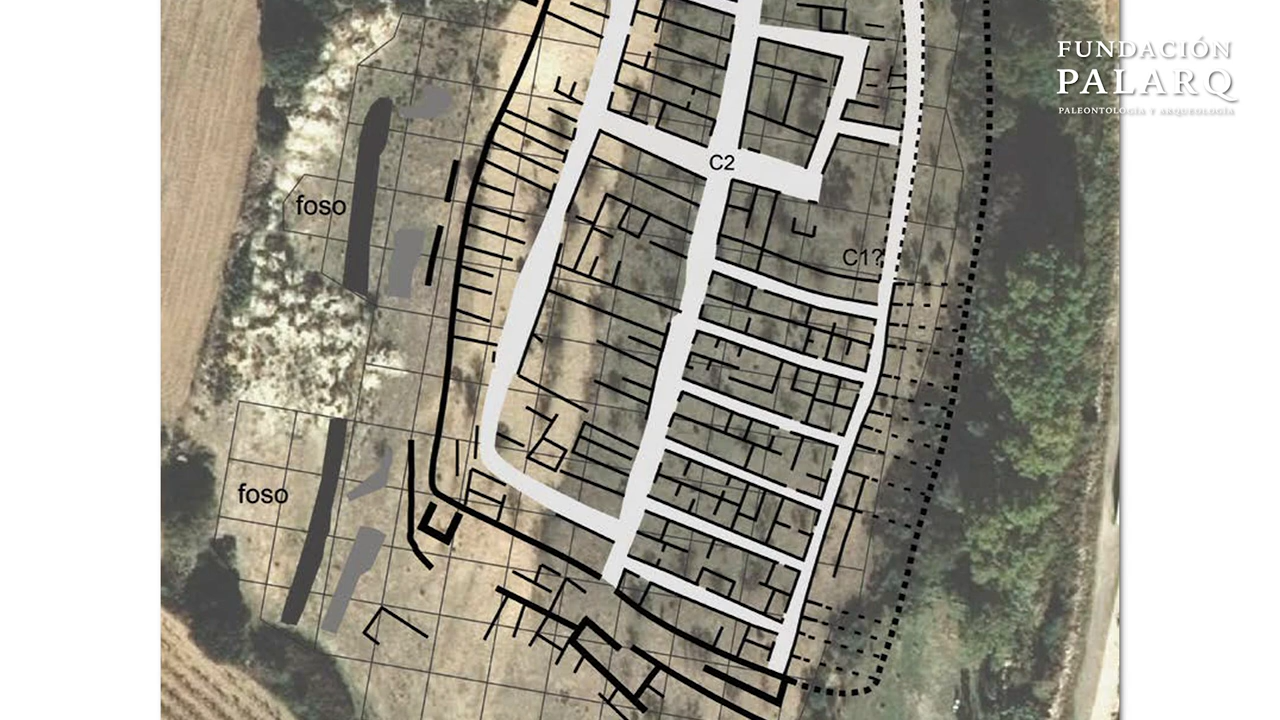 FUNDACIÓN
PALARQ
PALEONTOLOGÍA Y ARQUEOLOGÍA
C2
foso
C1?
foso